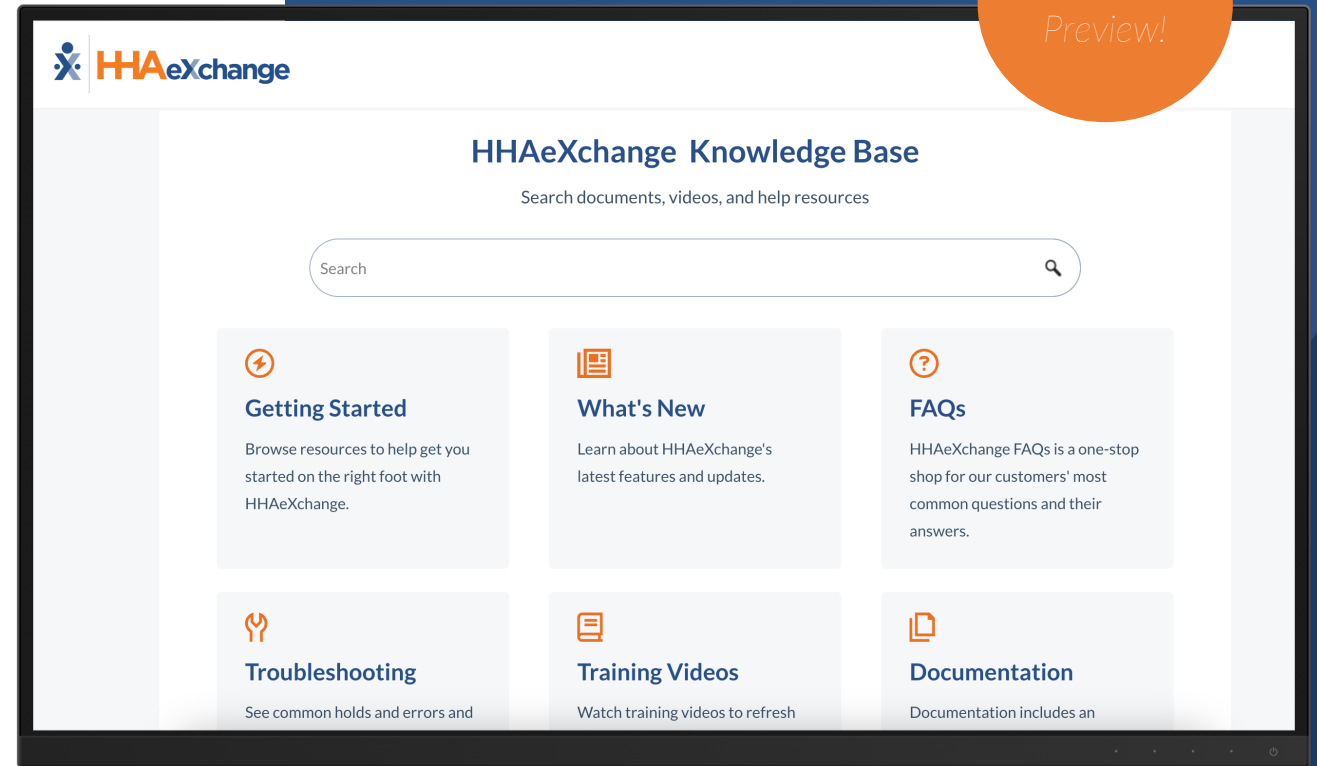 Preview!
HHAeXchange
HHAeXchange Knowledge Base
Search documents, videos, and help resources
Search
Getting Started
Browse resources to help get you
started on the right foot with
HHAeXchange.
What's New
Learn about HHAeXchange's
latest features and updates.
FAQs
HHAeXchange FAQs is a one-stop
shop for our customers' most
common questions and their
answers.
Troubleshooting
See common holds and errors and
Training Videos
Watch training videos to refresh
Documentation
Documentation includes an